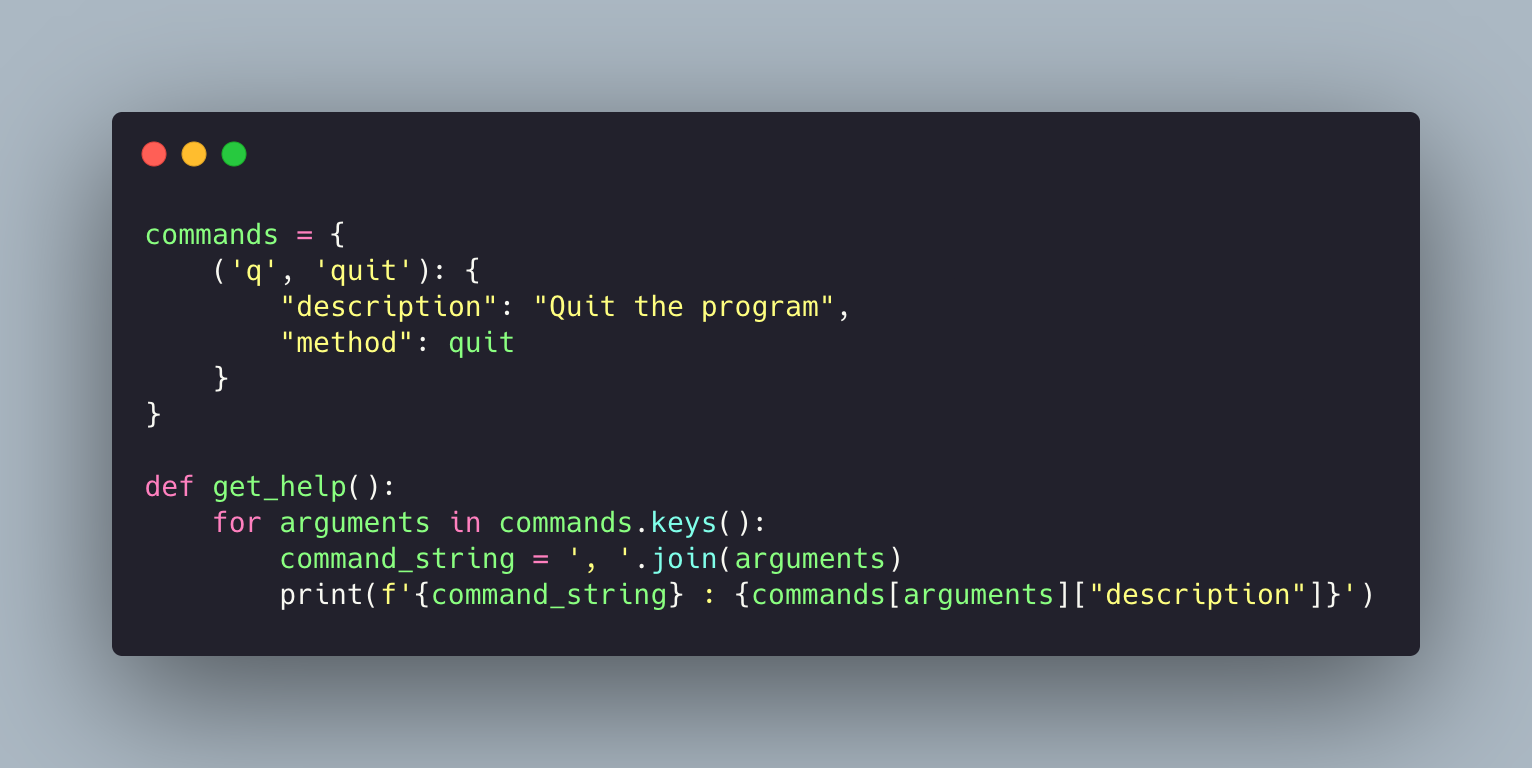 commands = {
    ('q', 'quit'): {
        "description": "Quit the program",
        "method": quit
    }
}

def get_help():
    for arguments in commands.keys():
        command_string = ', '.join(arguments)
        print(f'{command_string} : {commands[arguments]["description"]}')